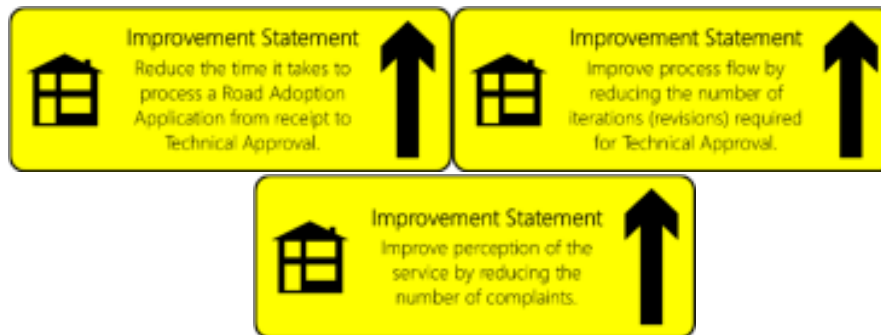 Improvement Statement
Reduce the time it takes to
process a Road Adoption
Application from receipt to
Technical Approval.
Improvement Statement
Improve process flow by
reducing the number of
iterations (revisions) required
for Technical Approval.
Improvement Statement
Improve perception of the
service by reducing the
number of complaints.